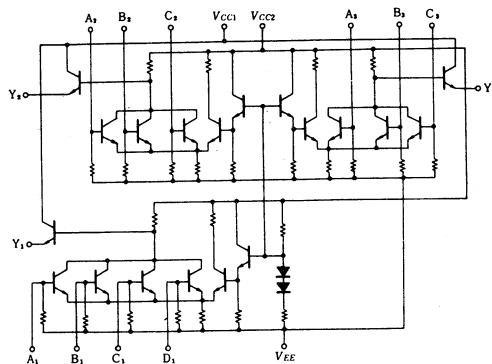 A₂ B₂ C₂ V_CC1 V_CC2 A₃ B₃ C₃
Y₂ Y
Y₁
A₁ B₁ C₁ D₁ V_EE